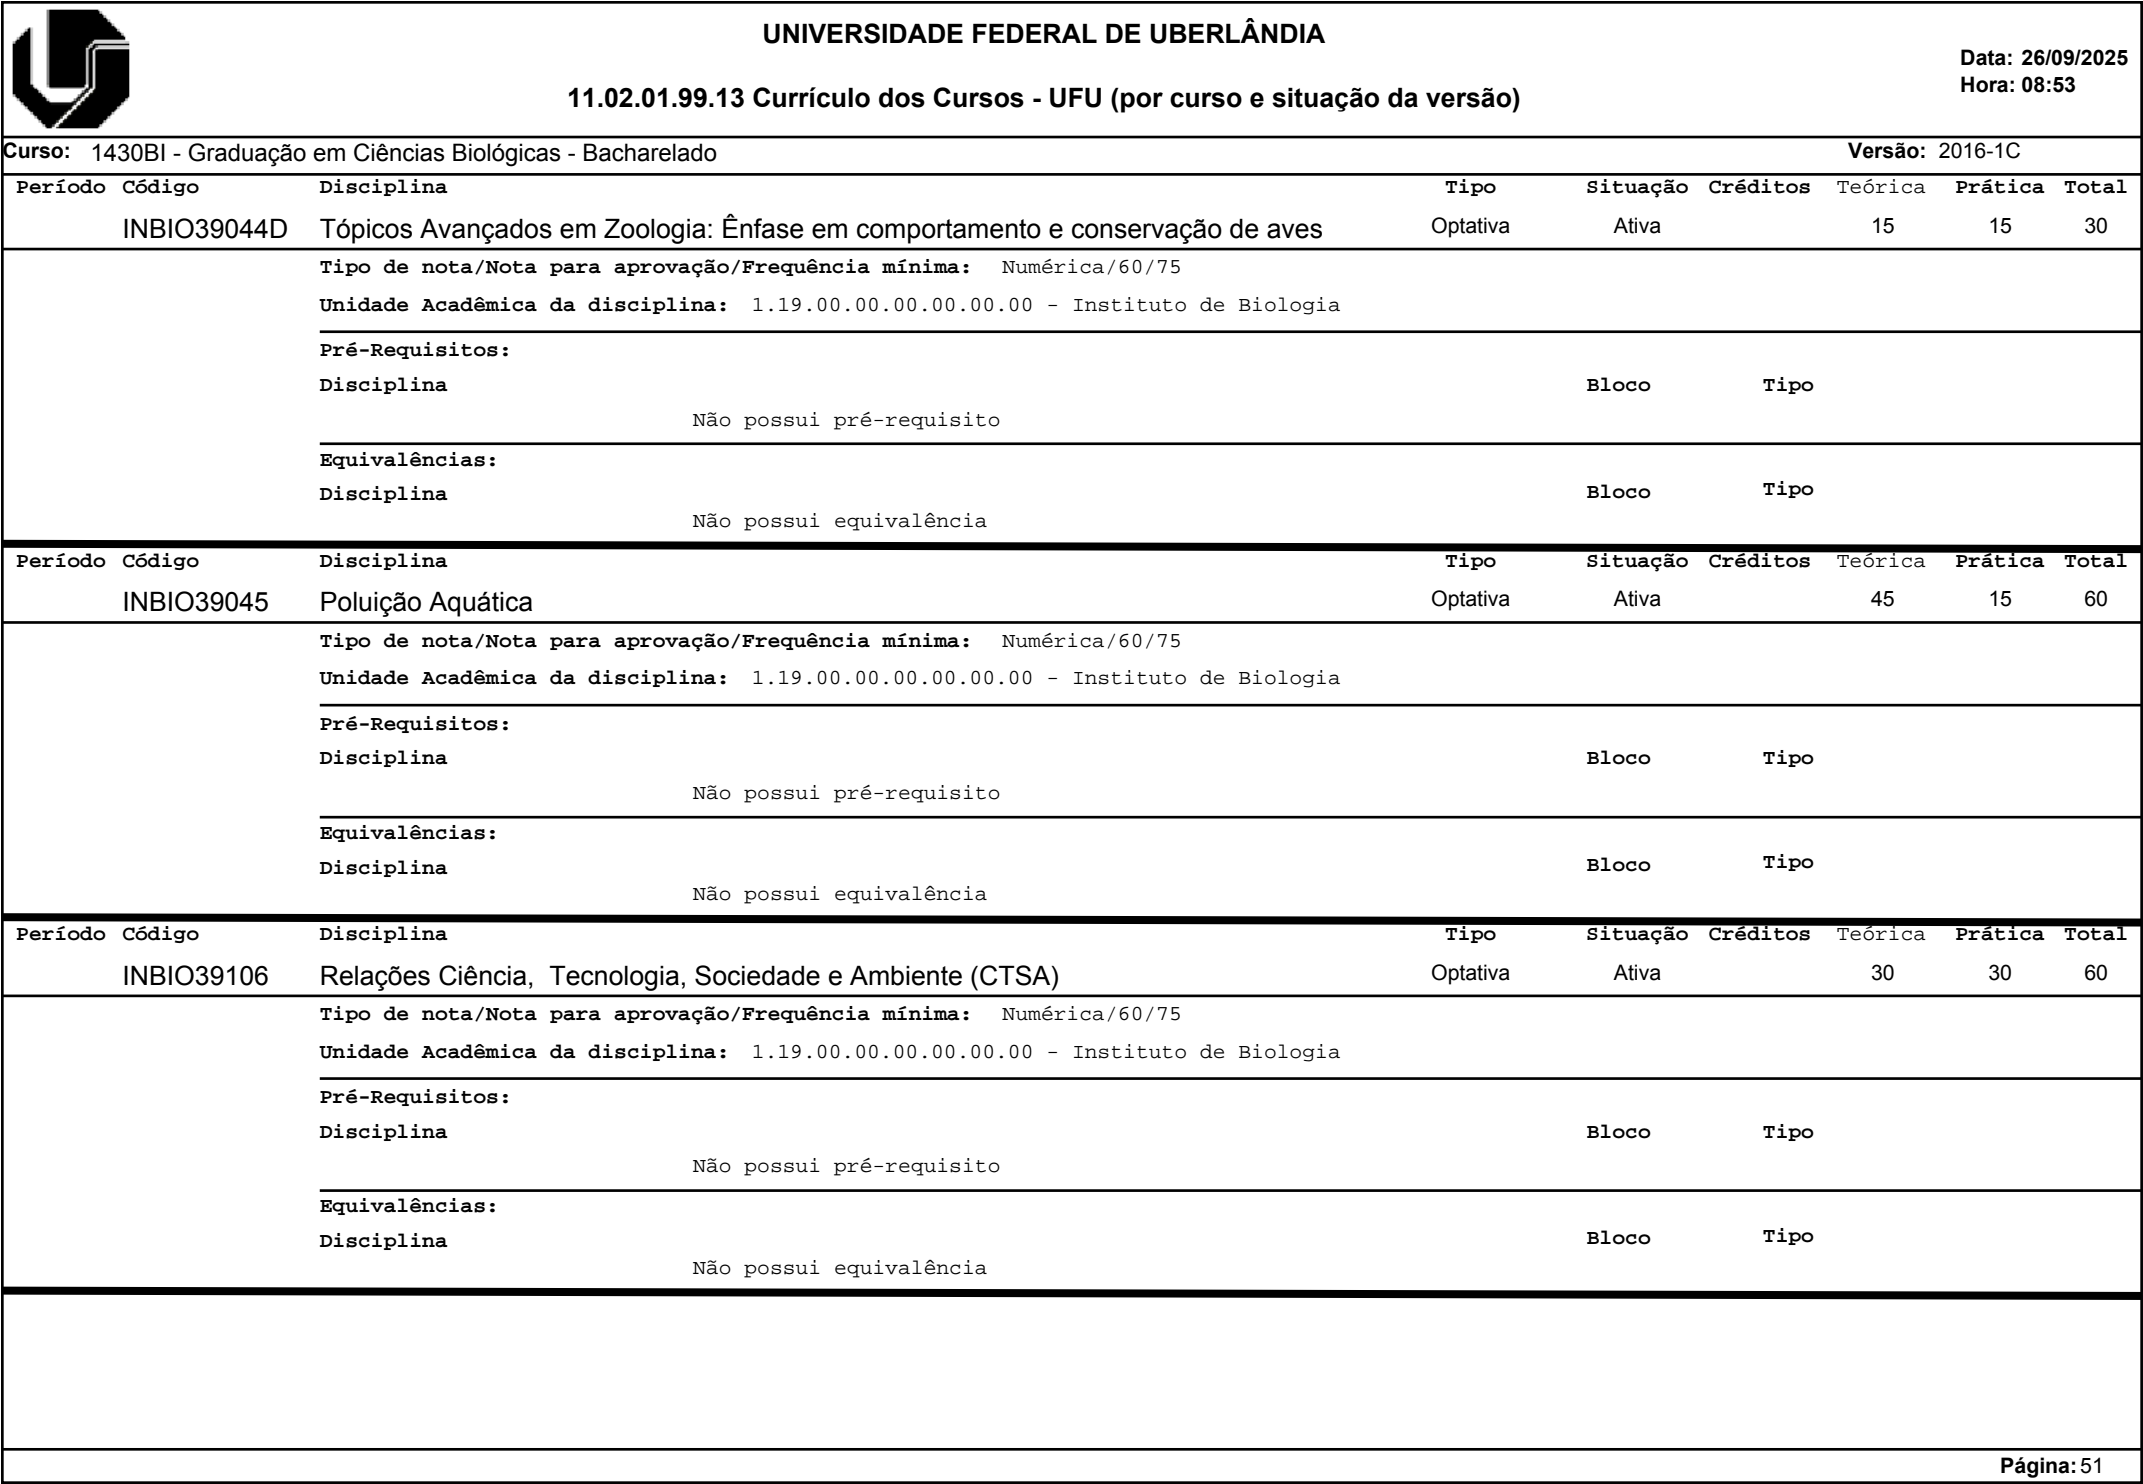 UNIVERSIDADE FEDERAL DE UBERLÂNDIA
Data: 26/09/2025
Hora: 08:53
11.02.01.99.13 Currículo dos Cursos - UFU (por curso e situação da versão)
Curso: 1430BI - Graduação em Ciências Biológicas - Bacharelado Versão: 2016-1C
Período Código Disciplina Tipo Situação Créditos Teórica Prática Total
INBIO39044D Tópicos Avançados em Zoologia: Ênfase em comportamento e conservação de aves Optativa Ativa 15 15 30
Tipo de nota/Nota para aprovação/Frequência mínima: Numérica/60/75
Unidade Acadêmica da disciplina: 1.19.00.00.00.00.00.00 - Instituto de Biologia
Pré-Requisitos:
Disciplina Bloco Tipo
Não possui pré-requisito
Equivalências:
Disciplina Bloco Tipo
Não possui equivalência
Período Código Disciplina Tipo Situação Créditos Teórica Prática Total
INBIO39045 Poluição Aquática Optativa Ativa 45 15 60
Tipo de nota/Nota para aprovação/Frequência mínima: Numérica/60/75
Unidade Acadêmica da disciplina: 1.19.00.00.00.00.00.00 - Instituto de Biologia
Pré-Requisitos:
Disciplina Bloco Tipo
Não possui pré-requisito
Equivalências:
Disciplina Bloco Tipo
Não possui equivalência
Período Código Disciplina Tipo Situação Créditos Teórica Prática Total
INBIO39106 Relações Ciência,  Tecnologia, Sociedade e Ambiente (CTSA) Optativa Ativa 30 30 60
Tipo de nota/Nota para aprovação/Frequência mínima: Numérica/60/75
Unidade Acadêmica da disciplina: 1.19.00.00.00.00.00.00 - Instituto de Biologia
Pré-Requisitos:
Disciplina Bloco Tipo
Não possui pré-requisito
Equivalências:
Disciplina Bloco Tipo
Não possui equivalência
Página: 51